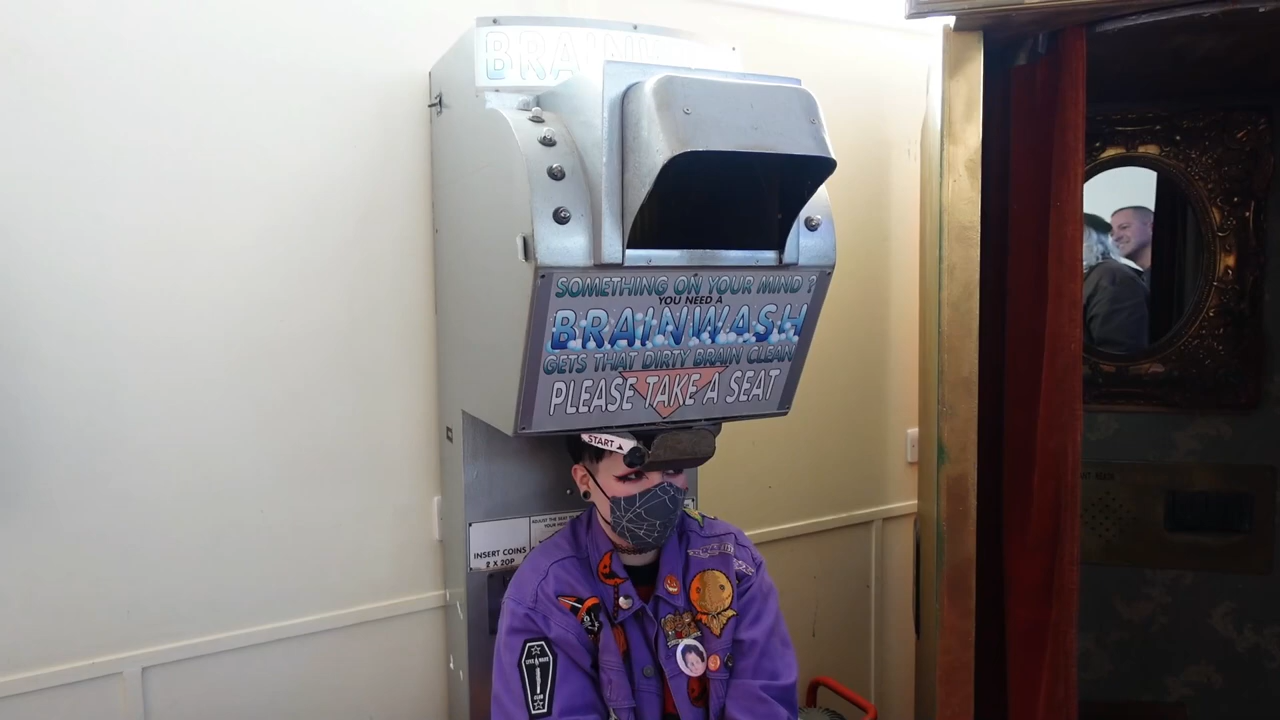 SOMETHING ON YOUR MIND ?
YOU NEED A
BRAINWASH
GETS THAT DIRTY BRAIN CLEAN
PLEASE TAKE A SEAT
START
INSERT COINS
2 X 20P